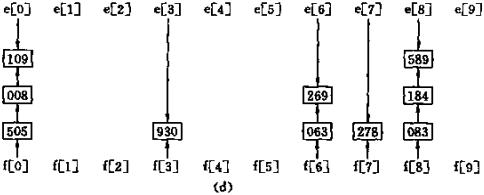 e[0] e[1] e[2] e[3] e[4] e[5] e[6] e[7] e[8] e[9]
109 589
008 269 184
505 930 063 278 083
f[0] f[1] f[2] f[3] f[4] f[5] f[6] f[7] f[8] f[9]
(d)